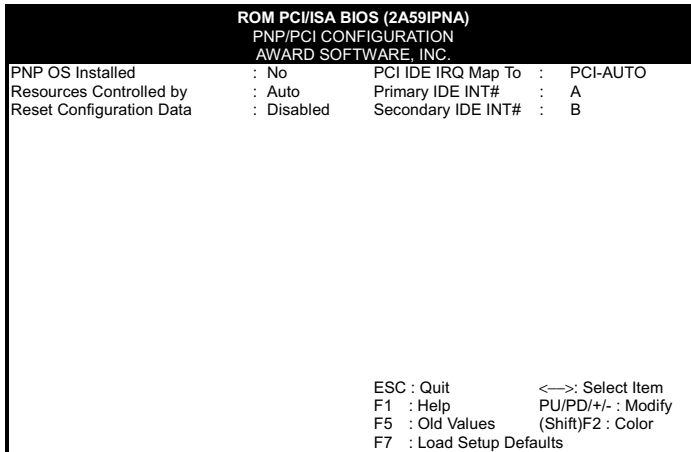 ROM PCI/ISA BIOS (2A59IPNA)
PNP/PCI CONFIGURATION
AWARD SOFTWARE, INC.
PNP OS Installed : No PCI IDE IRQ Map To : PCI-AUTO
Resources Controlled by : Auto Primary IDE INT# : A
Reset Configuration Data : Disabled Secondary IDE INT# : B
ESC : Quit <—>: Select Item
F1 : Help PU/PD/+/- : Modify
F5 : Old Values (Shift)F2 : Color
F7 : Load Setup Defaults